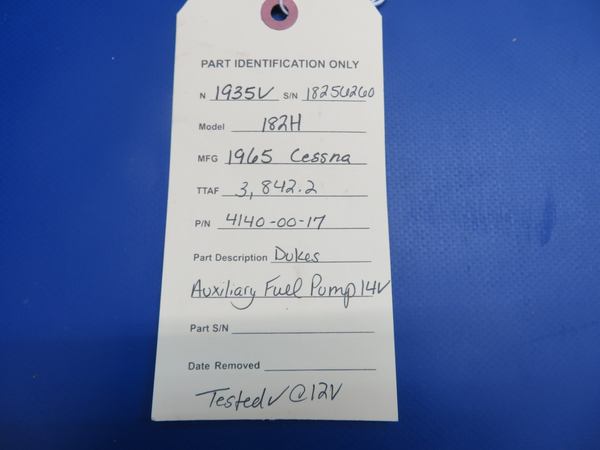 PART IDENTIFICATION ONLY
N 1935V S/N 18256260
Model 182H
MFG 1965 Cessna
TTAF 3,842.2
P/N 4140-00-17
Part Description Dukes
Auxiliary Fuel Pump 14V
Part S/N
Date Removed
Tested ✓ @ 12V